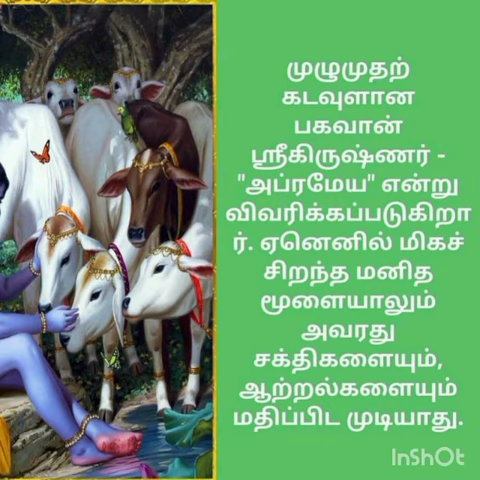 முழுமுதற்
கடவுளான
பகவான்
ஸ்ரீகிருஷ்ணர் -
"அப்ரமேய" என்று
விவரிக்கப்படுகிறா
ர். ஏனெனில் மிகச்
சிறந்த மனித
மூளையாலும்
அவரது
சக்திகளையும்,
ஆற்றல்களையும்
மதிப்பிட முடியாது.
InShOt